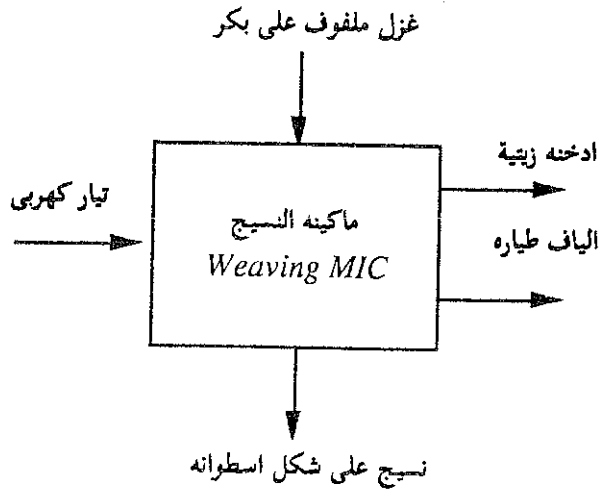 غزل ملفوف على بكر
ادخنه زيتية
تيار كهربى
ماكينه النسيج
الياف طياره
Weaving MIC
نسيج على شكل اسطوانه